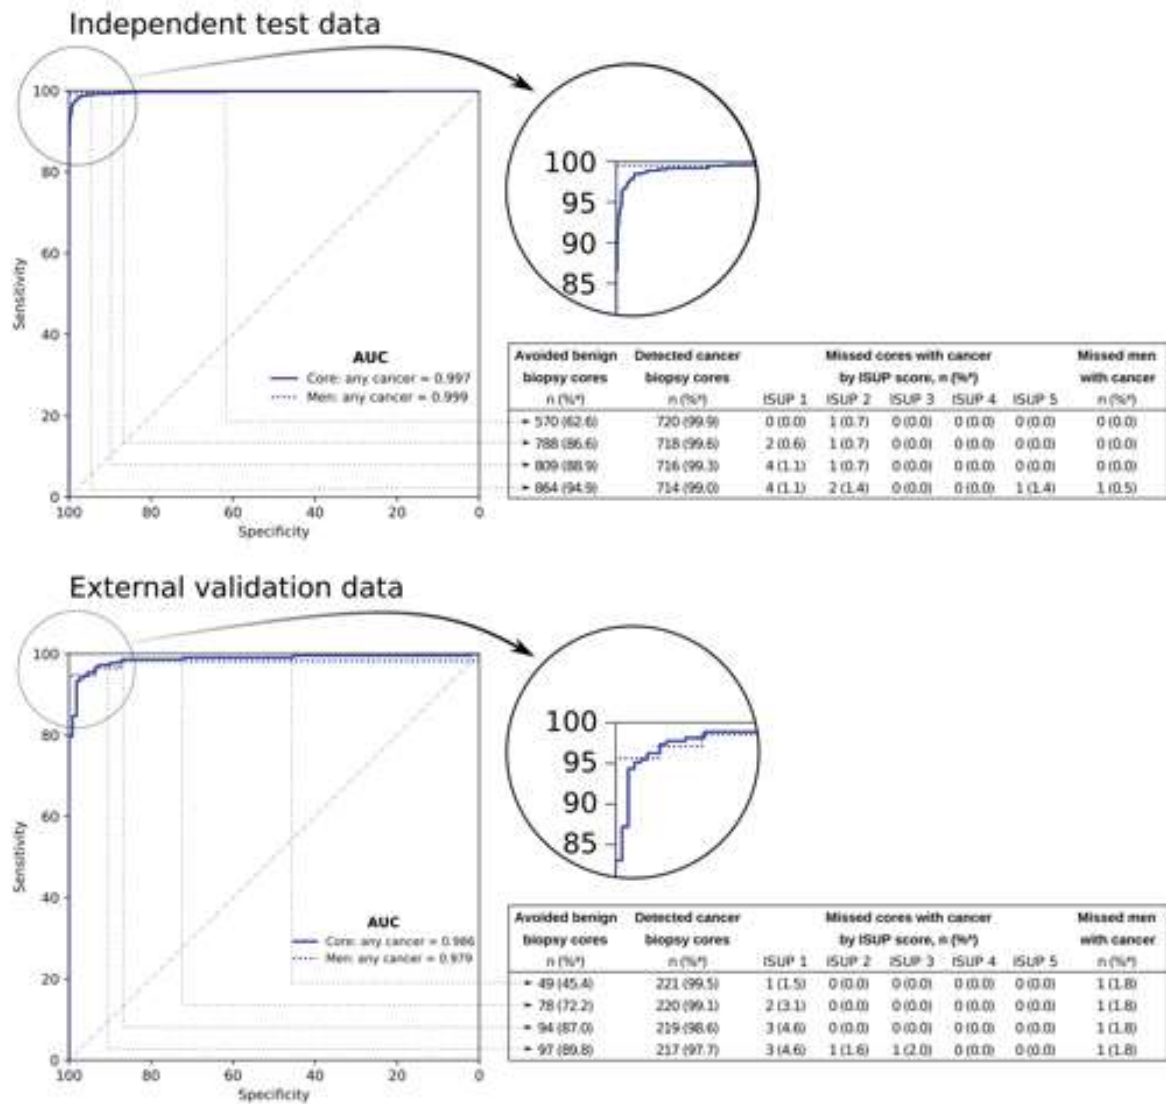 Independent test data
100
80
60
40
20
0
Sensitivity
100 80 60 40 20 0
Specificity
AUC
Core: any cancer = 0.997
Men: any cancer = 0.999
100
95
90
85
Avoided benign Detected cancer Missed cores with cancer Missed men
biopsy cores biopsy cores by ISUP score, n (%*) with cancer
n (%*) n (%*) ISUP 1 ISUP 2 ISUP 3 ISUP 4 ISUP 5 n (%*)
570 (62.6) 720 (99.9) 0 (0.0) 1 (0.7) 0 (0.0) 0 (0.0) 0 (0.0) 0 (0.0)
788 (86.6) 718 (99.6) 2 (0.6) 1 (0.7) 0 (0.0) 0 (0.0) 0 (0.0) 0 (0.0)
809 (88.9) 716 (99.3) 4 (1.1) 1 (0.7) 0 (0.0) 0 (0.0) 0 (0.0) 0 (0.0)
864 (94.9) 714 (99.0) 4 (1.1) 2 (1.4) 0 (0.0) 0 (0.0) 1 (1.4) 1 (0.5)
External validation data
100
80
60
40
20
0
Sensitivity
100 80 60 40 20 0
Specificity
AUC
Core: any cancer = 0.986
Men: any cancer = 0.979
100
95
90
85
Avoided benign Detected cancer Missed cores with cancer Missed men
biopsy cores biopsy cores by ISUP score, n (%*) with cancer
n (%*) n (%*) ISUP 1 ISUP 2 ISUP 3 ISUP 4 ISUP 5 n (%*)
49 (45.4) 221 (99.5) 1 (1.5) 0 (0.0) 0 (0.0) 0 (0.0) 0 (0.0) 1 (1.8)
78 (72.2) 220 (99.1) 2 (3.1) 0 (0.0) 0 (0.0) 0 (0.0) 0 (0.0) 1 (1.8)
94 (87.0) 219 (98.6) 3 (4.6) 0 (0.0) 0 (0.0) 0 (0.0) 0 (0.0) 1 (1.8)
97 (89.8) 217 (97.7) 3 (4.6) 1 (1.6) 1 (2.0) 0 (0.0) 0 (0.0) 1 (1.8)